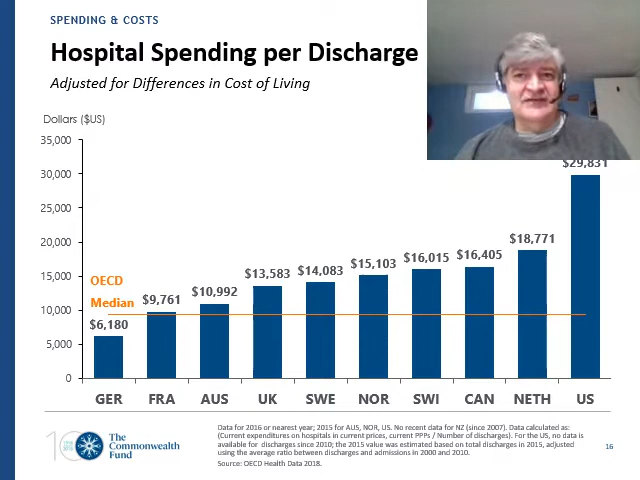 SPENDING & COSTS
Hospital Spending per Discharge
Adjusted for Differences in Cost of Living
Dollars ($US)
35,000
30,000
25,000
20,000
15,000
10,000
5,000
0
OECD
Median
$6,180
$9,761
$10,992
$13,583
$14,083
$15,103
$16,015
$16,405
$18,771
$29,831
GER FRA AUS UK SWE NOR SWI CAN NETH US
The
Commonwealth
Fund
Data for 2016 or nearest year; 2015 for AUS, NOR, US. No recent data for NZ (since 2007). Data calculated as:
(Current expenditures on hospitals in current prices, current PPPs / Number of discharges). For the US, no data is
available for discharges since 2010; the 2015 value was estimated based on total discharges in 2015, adjusted
using the average ratio between discharges and admissions in 2000 and 2010.
Source: OECD Health Data 2018.
16